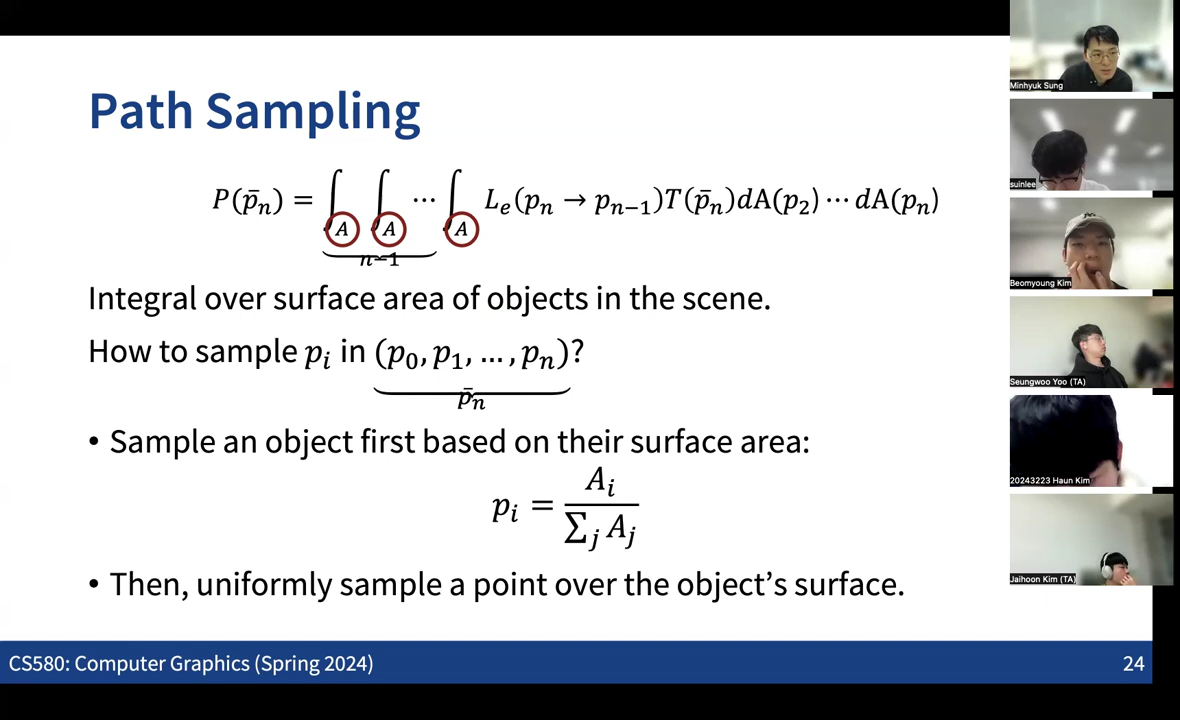 Path Sampling
P(p̄ₙ) = ∫_A ∫_A ⋯ ∫_A Lₑ(pₙ → pₙ₋₁)T(p̄ₙ)dA(p₂) ⋯ dA(pₙ)
n−1
Integral over surface area of objects in the scene.
How to sample pᵢ in (p₀, p₁, … , pₙ)?
p̄ₙ
• Sample an object first based on their surface area:
pᵢ = Aᵢ / ∑ⱼ Aⱼ
• Then, uniformly sample a point over the object’s surface.
CS580: Computer Graphics (Spring 2024)
24
Minhyuk Sung
suinlee
Beomyoung Kim
Seungwoo Yoo (TA)
20243223 Haun Kim
Jaihoon Kim (TA)